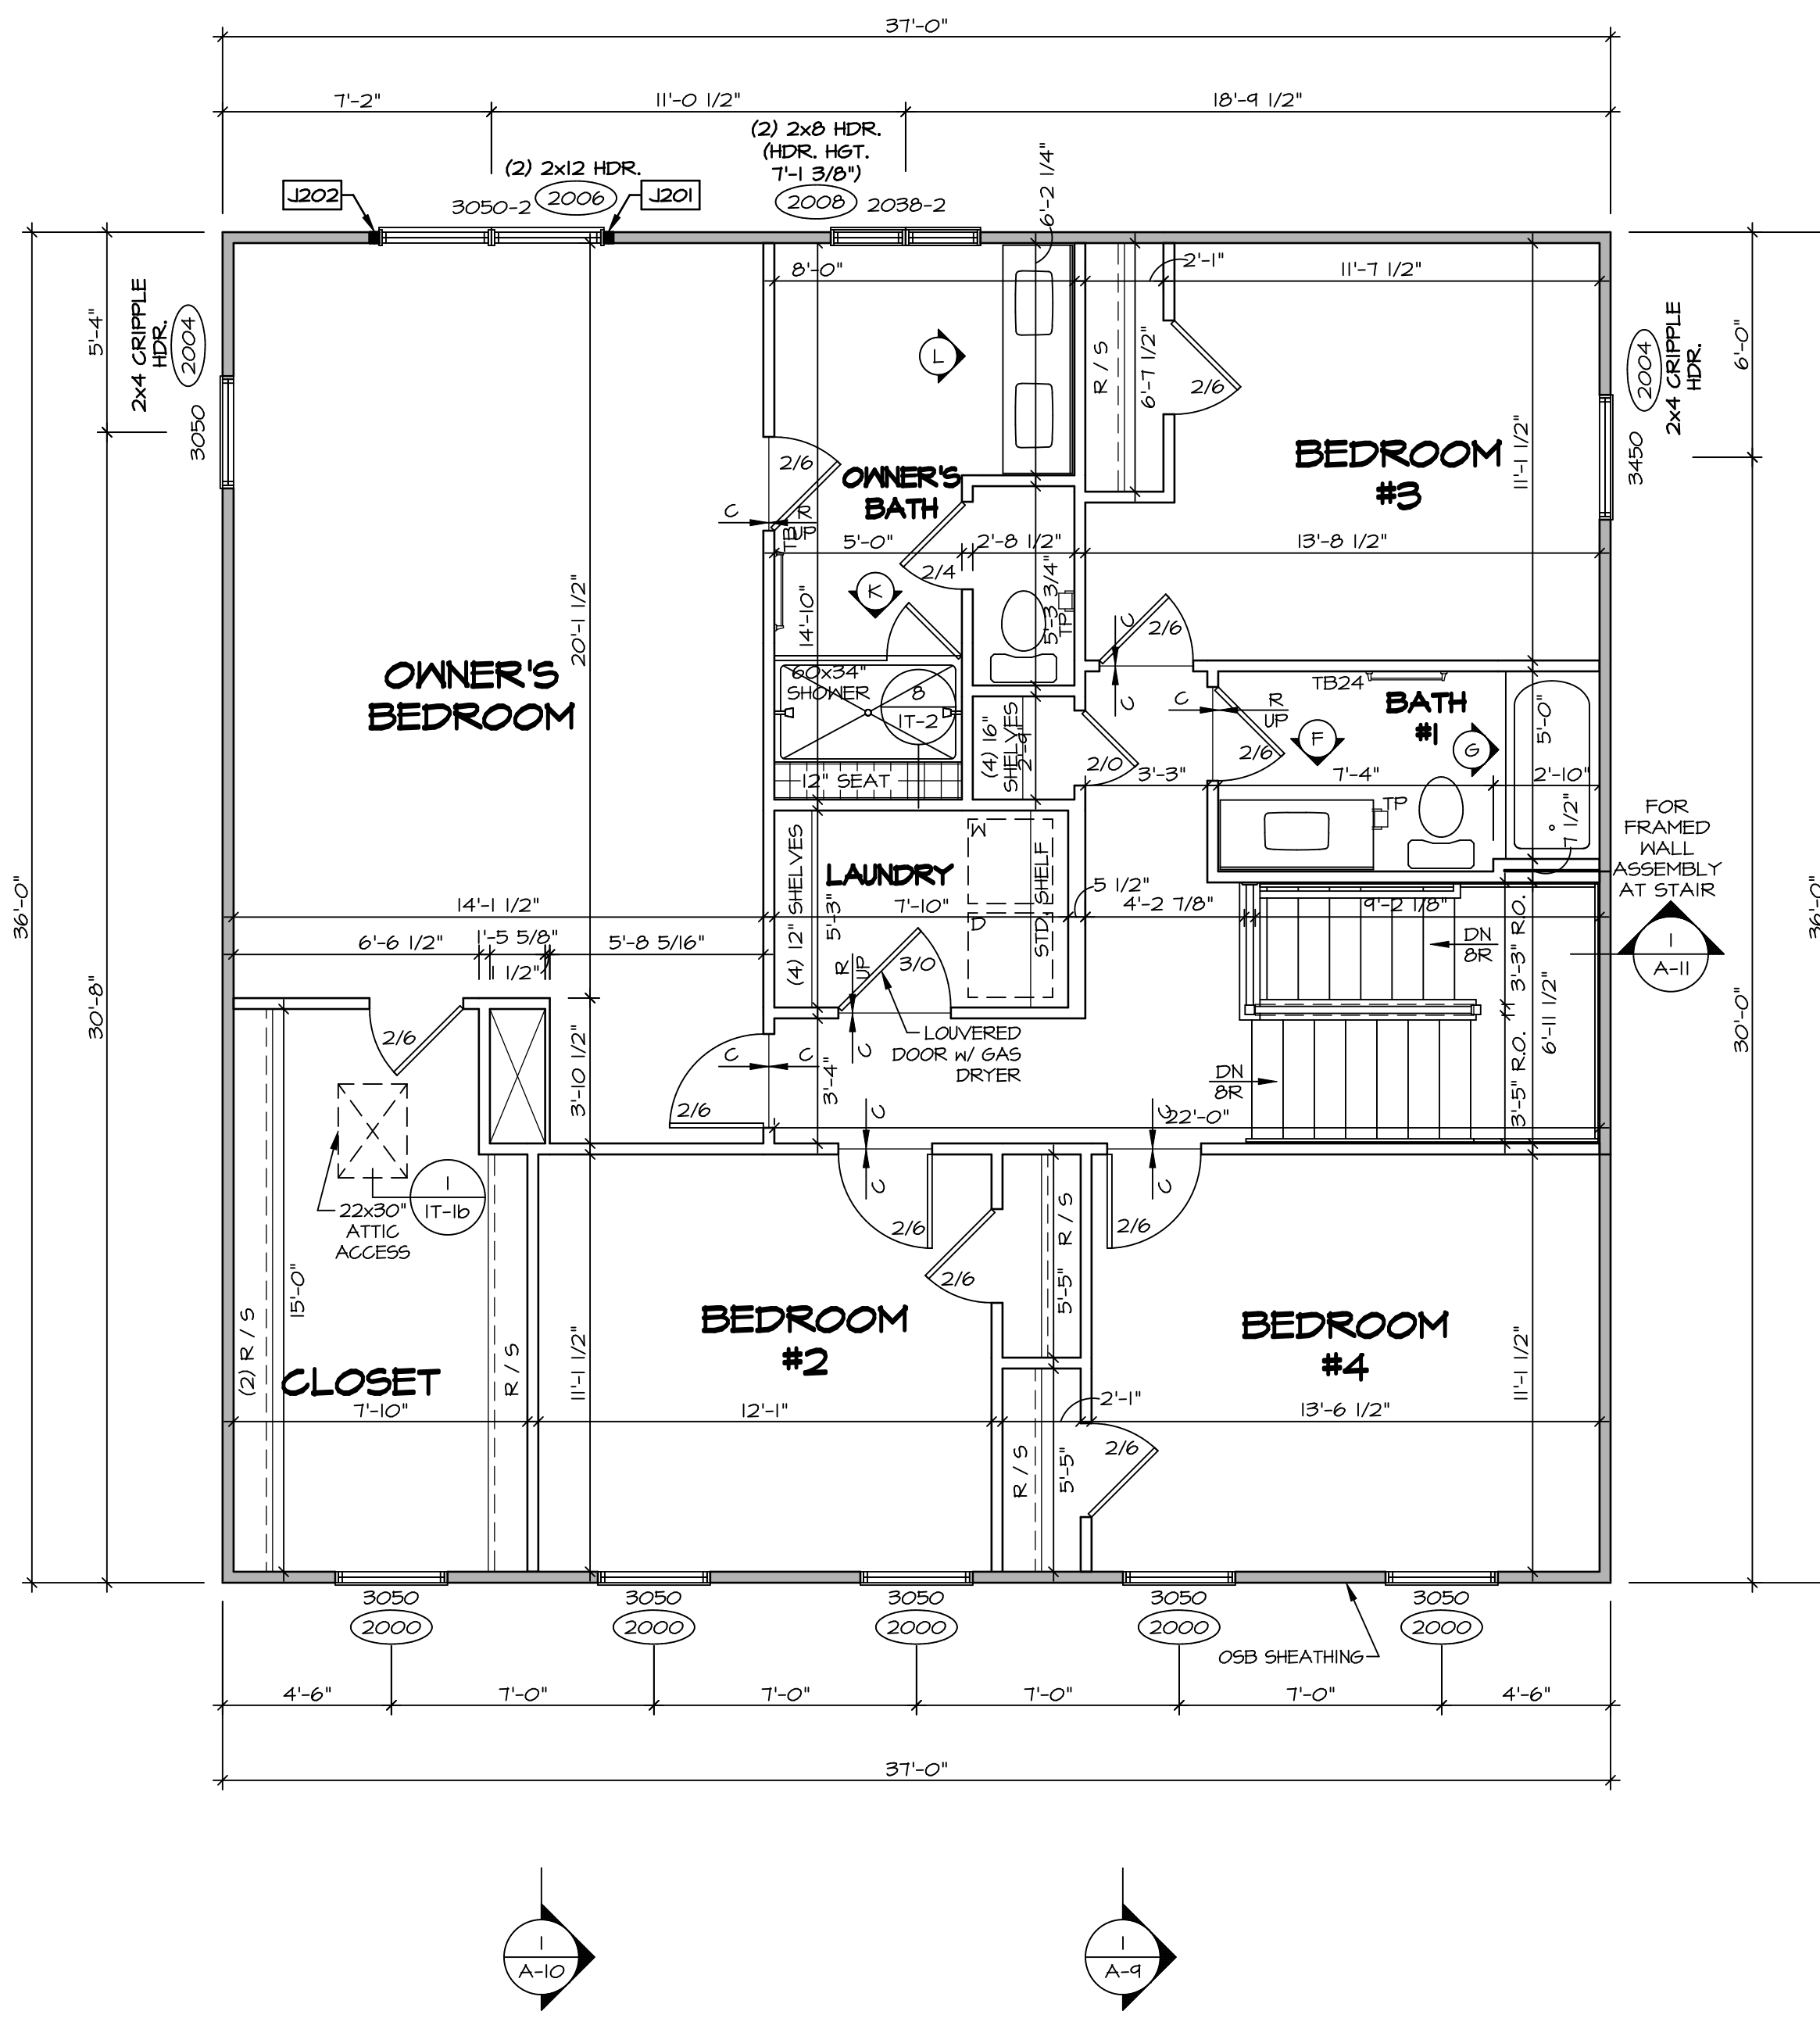 37'-0"
7'-2"
11'-0 1/2"
18'-9 1/2"
(2) 2x8 HDR.
(HDR. HGT.
7'-1 3/8")
(2) 2x12 HDR.
J202
3050-2
2006
J201
2008
2038-2
6'-2 1/4"
8'-0"
2'-1"
11'-7 1/2"
5'-4"
2x4 CRIPPLE
HDR.
2004
3050
L
R / S
6'-7 1/2"
2/6
2004
2x4 CRIPPLE
HDR.
6'-0"
3450
BEDROOM
#3
11'-1 1/2"
2/6
OWNER'S
BATH
C
R
UP
TB
5'-0"
2'-8 1/2"
13'-8 1/2"
2/4
K
5'-3 3/4"
TP
20'-1 1/2"
14'-10"
C
2/6
C
OWNER'S
BEDROOM
60x34"
SHOWER
8
IT-2
12" SEAT
(4) 16"
SHELVES
2'-9"
2/0
3'-3"
C
R
UP
2/6
TB24
BATH
#1
F
G
5'-0"
7'-4"
2'-10"
TP
7 1/2"
FOR
FRAMED
WALL
ASSEMBLY
AT STAIR
1
A-11
36'-0"
30'-8"
36'-0"
30'-0"
(4) 12" SHELVES
LAUNDRY
W
D
STD. SHELF
5'-3"
7'-10"
5 1/2"
4'-2 7/8"
9'-2 1/8"
14'-1 1/2"
6'-6 1/2"
1'-5 5/8"
1 1/2"
5'-8 5/16"
R
UP
3/0
C
LOUVERED
DOOR W/ GAS
DRYER
DN
8R
3'-3" R.O.
6'-11 1/2"
DN
8R
3'-5" R.O.
2/6
3'-10 1/2"
C
C
2/6
3'-4"
C
C
22'-0"
C
C
2/6
2/6
2/6
22x30"
ATTIC
ACCESS
1
IT-1b
R / S
5'-5"
15'-0"
(2) R / S
CLOSET
7'-10"
R / S
11'-1 1/2"
BEDROOM
#2
12'-1"
BEDROOM
#4
11'-1 1/2"
2'-1"
13'-6 1/2"
R / S
5'-5"
2/6
3050
3050
3050
3050
3050
2000
2000
2000
2000
2000
OSB SHEATHING
4'-6"
7'-0"
7'-0"
7'-0"
7'-0"
4'-6"
37'-0"
1
A-10
1
A-9